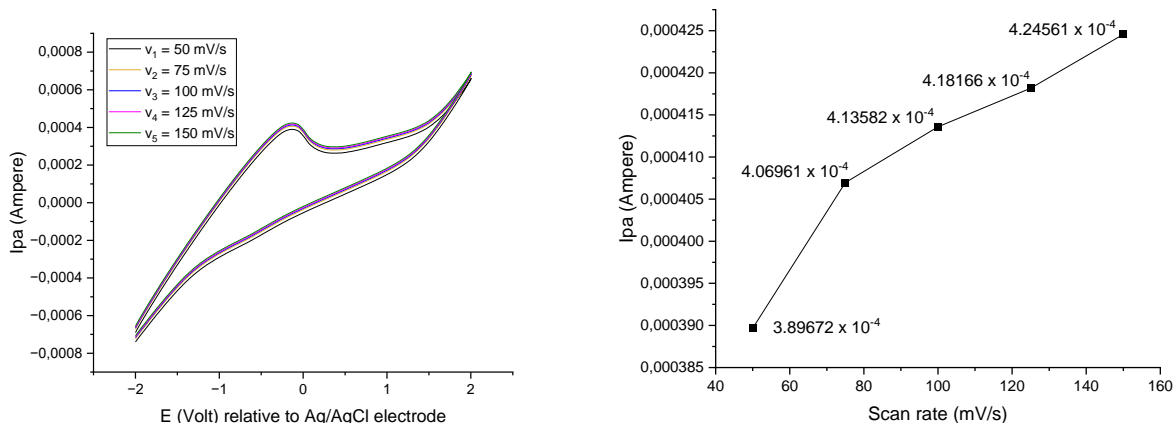 0,0008
0,0006
0,0004
0,0002
0,0000
−0,0002
−0,0004
−0,0006
−0,0008
Ipa (Ampere)
v1 = 50 mV/s
v2 = 75 mV/s
v3 = 100 mV/s
v4 = 125 mV/s
v5 = 150 mV/s
−2
−1
0
1
2
E (Volt) relative to Ag/AgCl electrode
0,000425
0,000420
0,000415
0,000410
0,000405
0,000400
0,000395
0,000390
0,000385
Ipa (Ampere)
4.24561 x 10-4
4.18166 x 10-4
4.13582 x 10-4
4.06961 x 10-4
3.89672 x 10-4
40
60
80
100
120
140
160
Scan rate (mV/s)